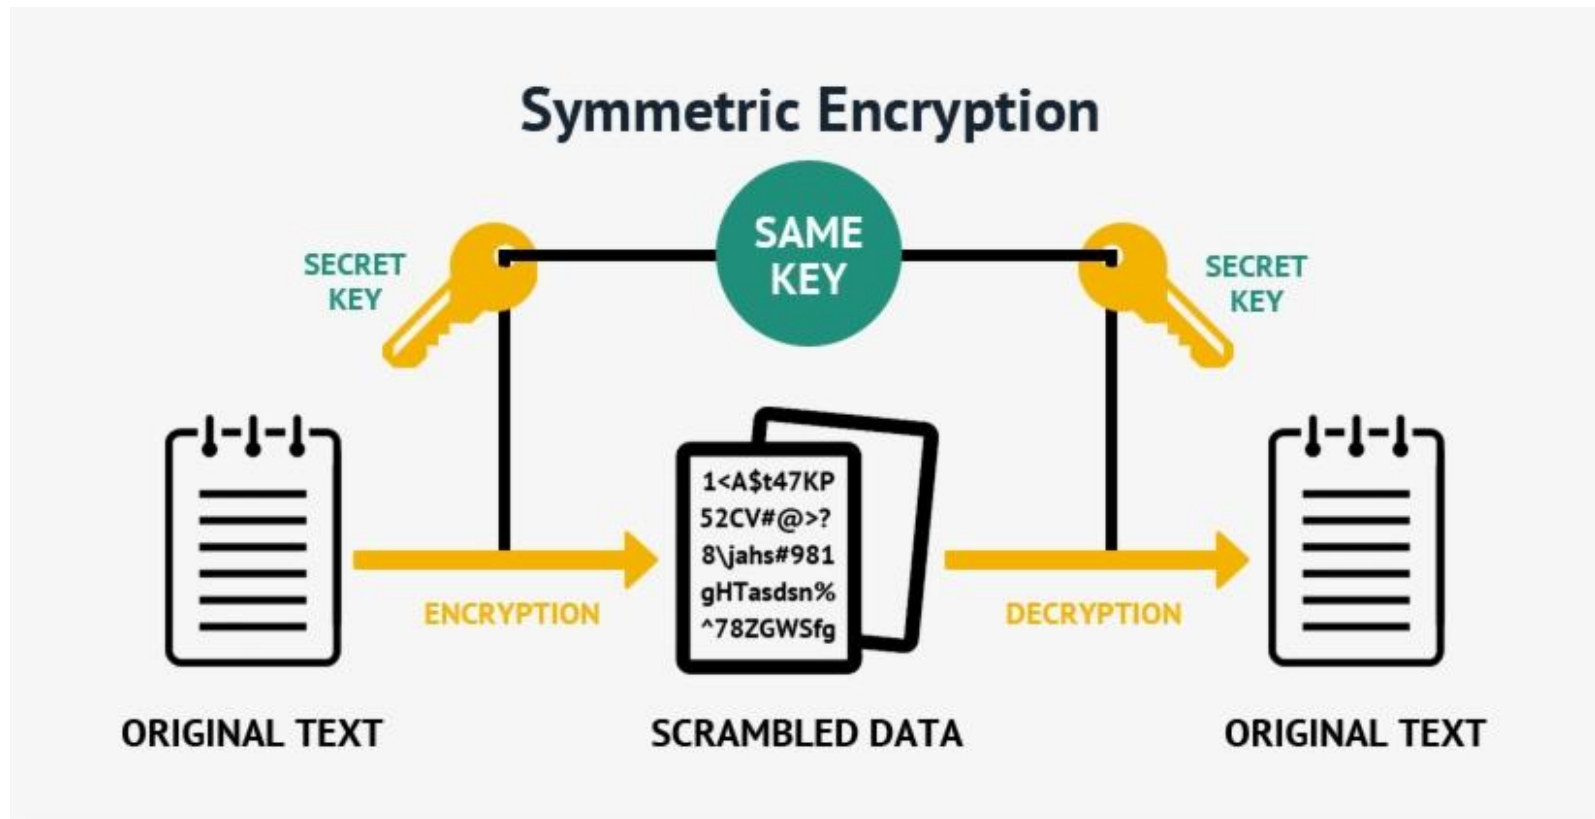 Symmetric Encryption
SAME
KEY
SECRET
KEY
SECRET
KEY
1<A$t47KP
52CV#@>?
8\jahs#981
gHTasdsn%
^78ZGWSfg
ENCRYPTION
DECRYPTION
ORIGINAL TEXT
SCRAMBLED DATA
ORIGINAL TEXT